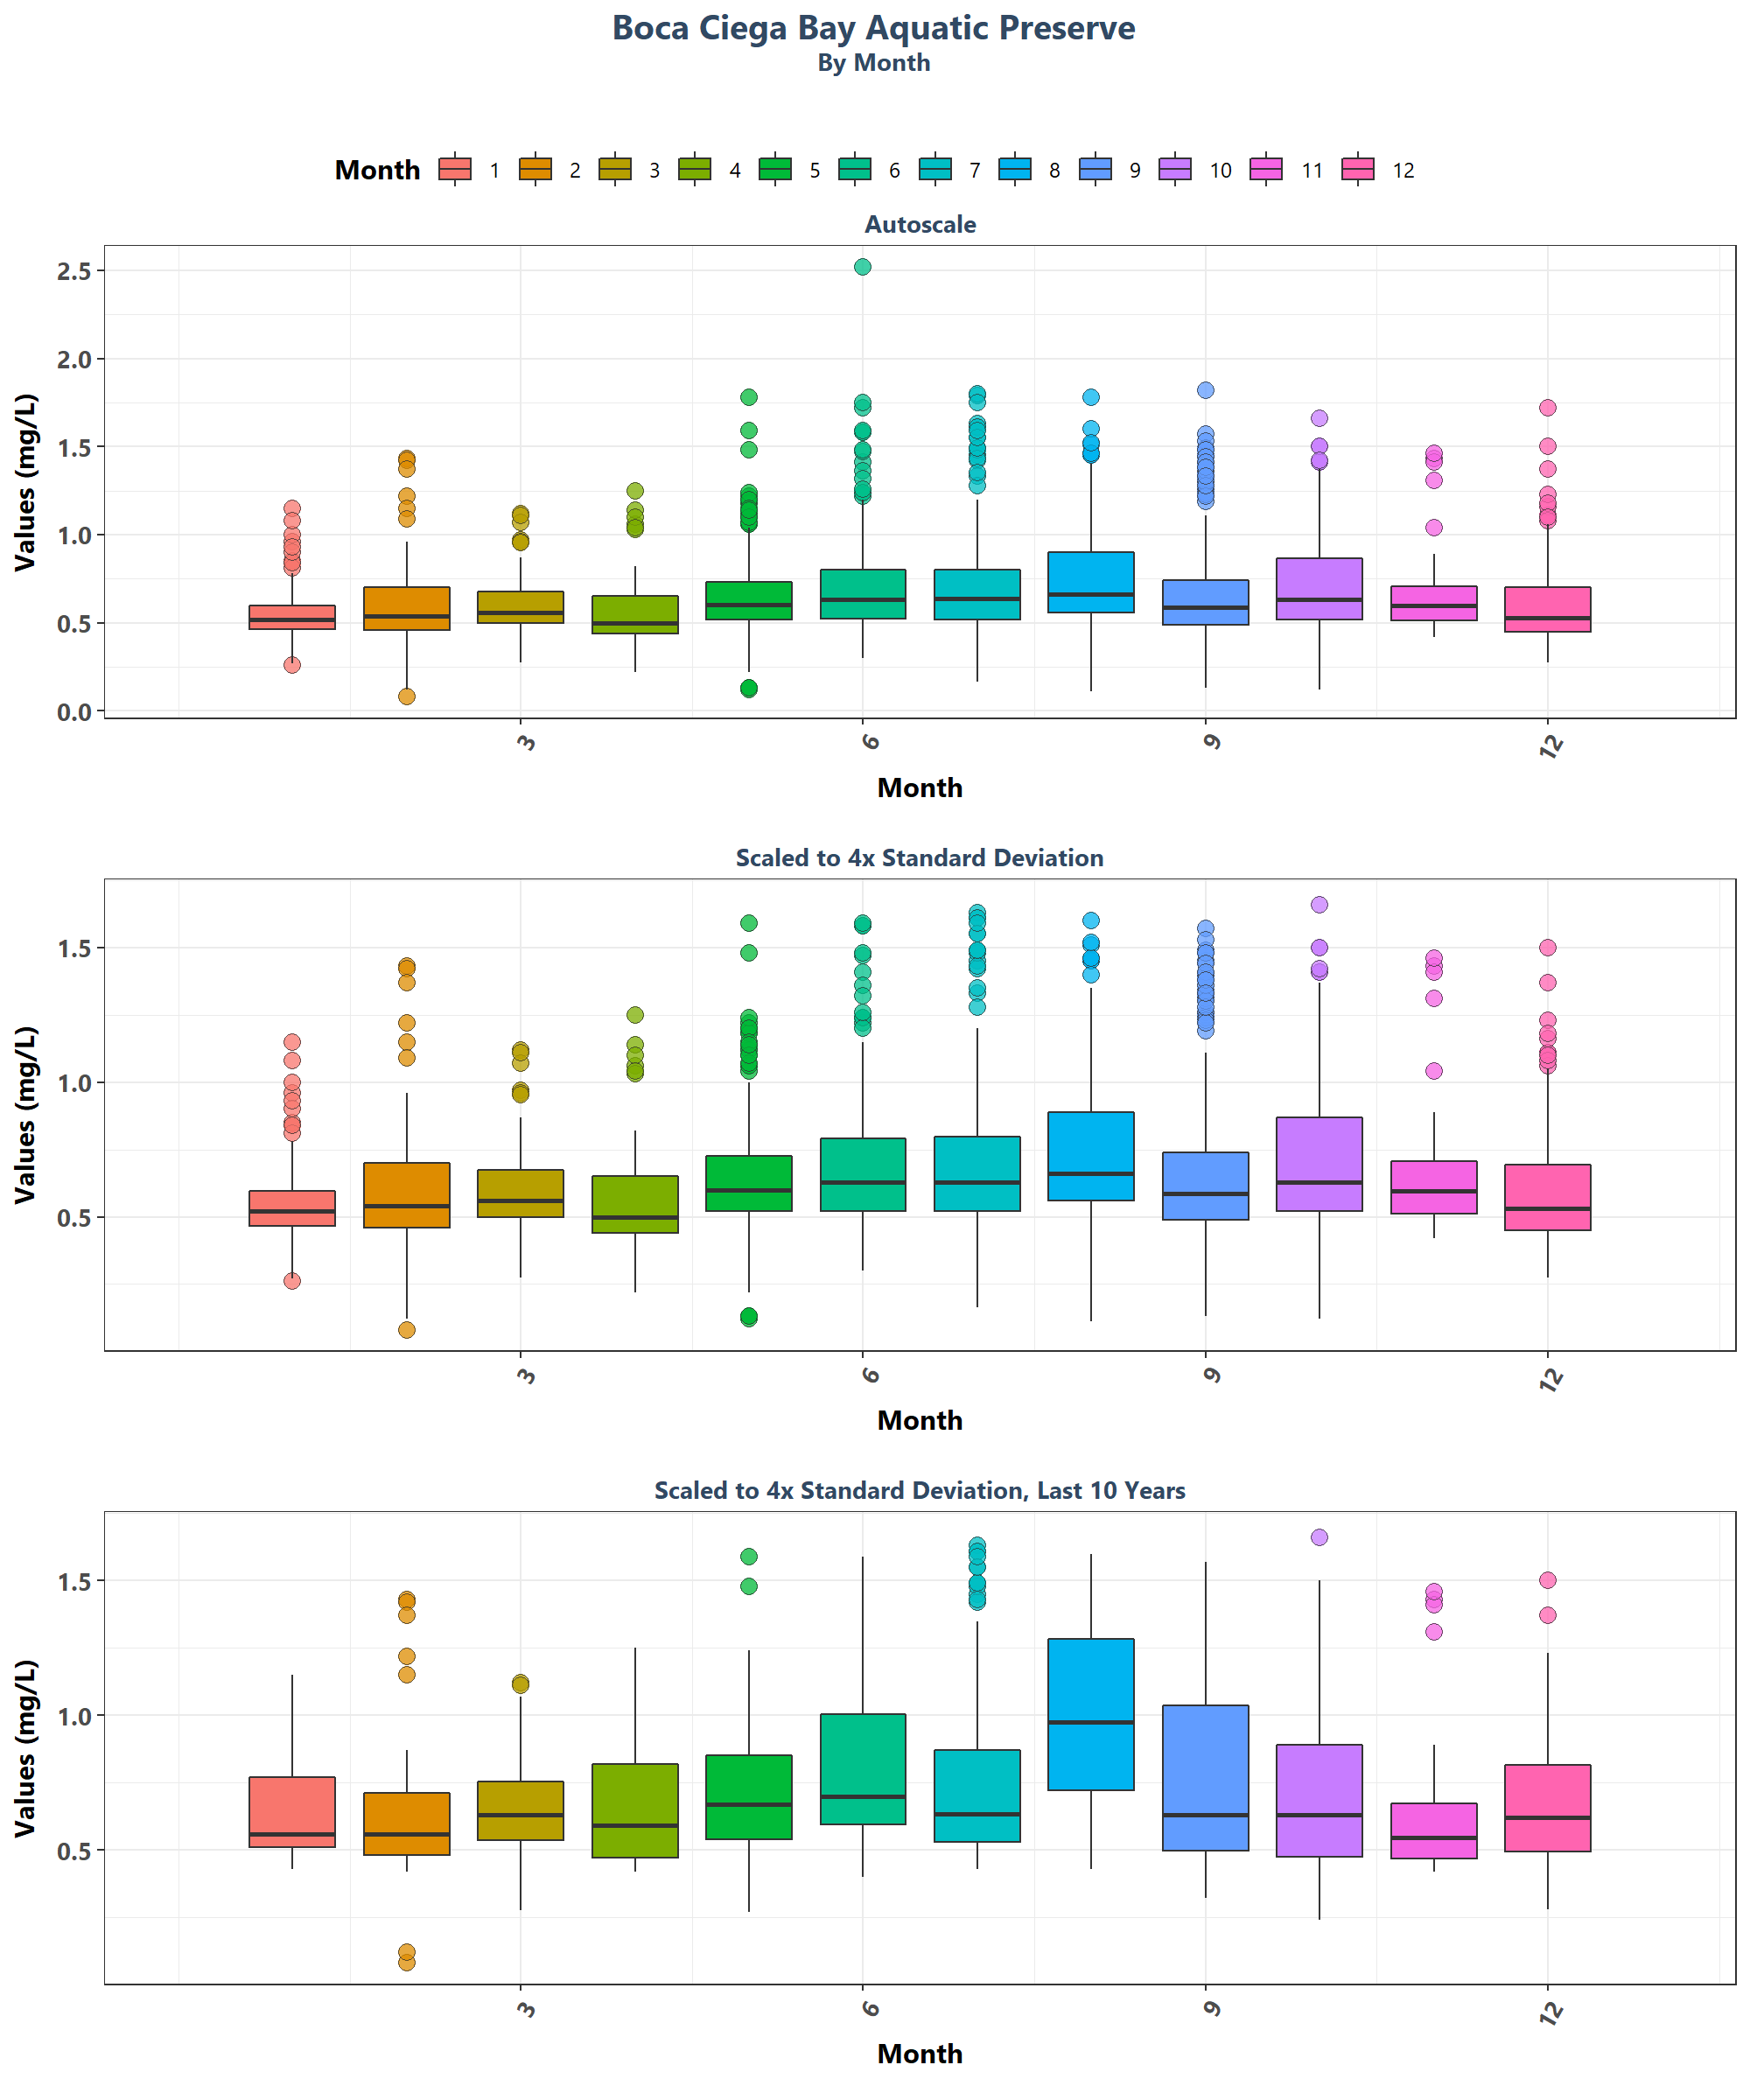 Boca Ciega Bay Aquatic Preserve
By Month
Month 1 2 3 4 5 6 7 8 9 10 11 12
Autoscale
Values (mg/L)
2.5
2.0
1.5
1.0
0.5
0.0
3 6 9 12
Month
Scaled to 4x Standard Deviation
Values (mg/L)
1.5
1.0
0.5
3 6 9 12
Month
Scaled to 4x Standard Deviation, Last 10 Years
Values (mg/L)
1.5
1.0
0.5
3 6 9 12
Month